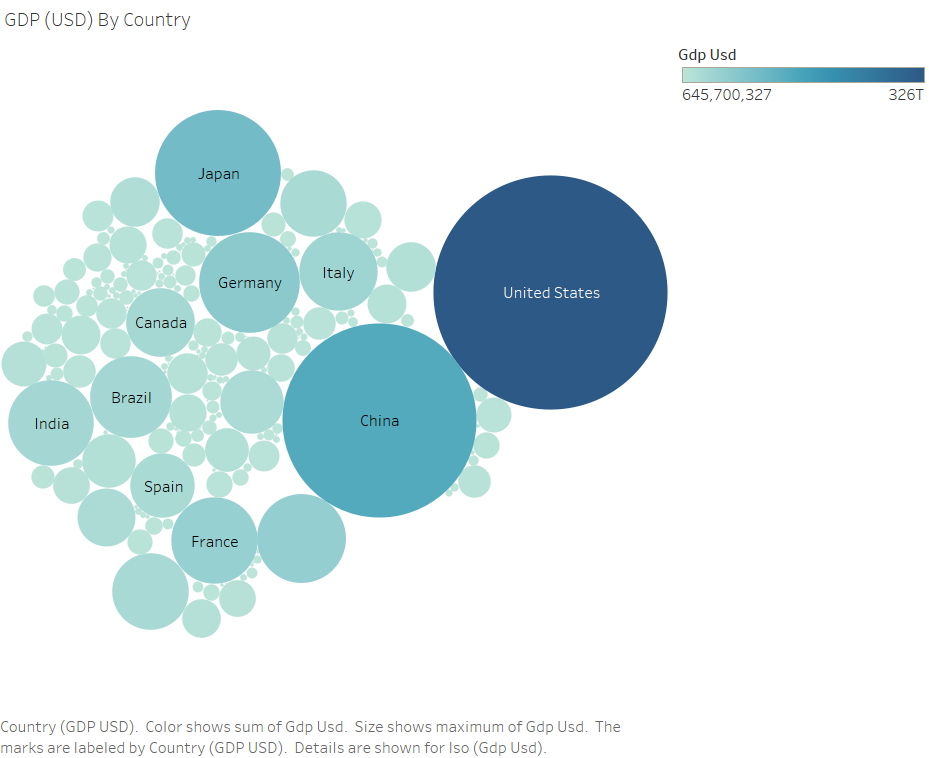 GDP (USD) By Country
Gdp Usd
645,700,327 326T
Japan
Germany
Italy
United States
Canada
Brazil
China
India
Spain
France
Country (GDP USD).  Color shows sum of Gdp Usd.  Size shows maximum of Gdp Usd.  The
marks are labeled by Country (GDP USD).  Details are shown for Iso (Gdp Usd).